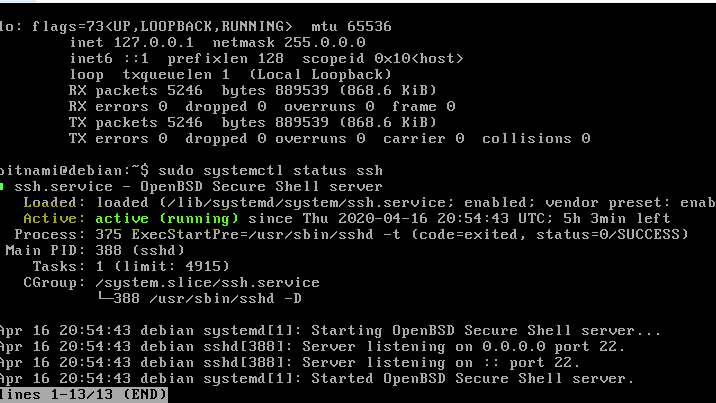 lo: flags=73<UP,LOOPBACK,RUNNING>  mtu 65536
        inet 127.0.0.1  netmask 255.0.0.0
        inet6 ::1  prefixlen 128  scopeid 0x10<host>
        loop  txqueuelen 1  (Local Loopback)
        RX packets 5246  bytes 889539 (868.6 KiB)
        RX errors 0  dropped 0  overruns 0  frame 0
        TX packets 5246  bytes 889539 (868.6 KiB)
        TX errors 0  dropped 0 overruns 0  carrier 0  collisions 0
bitnami@debian:~$ sudo systemctl status ssh
ssh.service - OpenBSD Secure Shell server
   Loaded: loaded (/lib/systemd/system/ssh.service; enabled; vendor preset: enab
   Active: active (running) since Thu 2020-04-16 20:54:43 UTC; 5h 3min left
  Process: 375 ExecStartPre=/usr/sbin/sshd -t (code=exited, status=0/SUCCESS)
 Main PID: 388 (sshd)
    Tasks: 1 (limit: 4915)
   CGroup: /system.slice/ssh.service
           └─388 /usr/sbin/sshd -D
Apr 16 20:54:43 debian systemd[1]: Starting OpenBSD Secure Shell server...
Apr 16 20:54:43 debian sshd[388]: Server listening on 0.0.0.0 port 22.
Apr 16 20:54:43 debian sshd[388]: Server listening on :: port 22.
Apr 16 20:54:43 debian systemd[1]: Started OpenBSD Secure Shell server.
lines 1-13/13 (END)